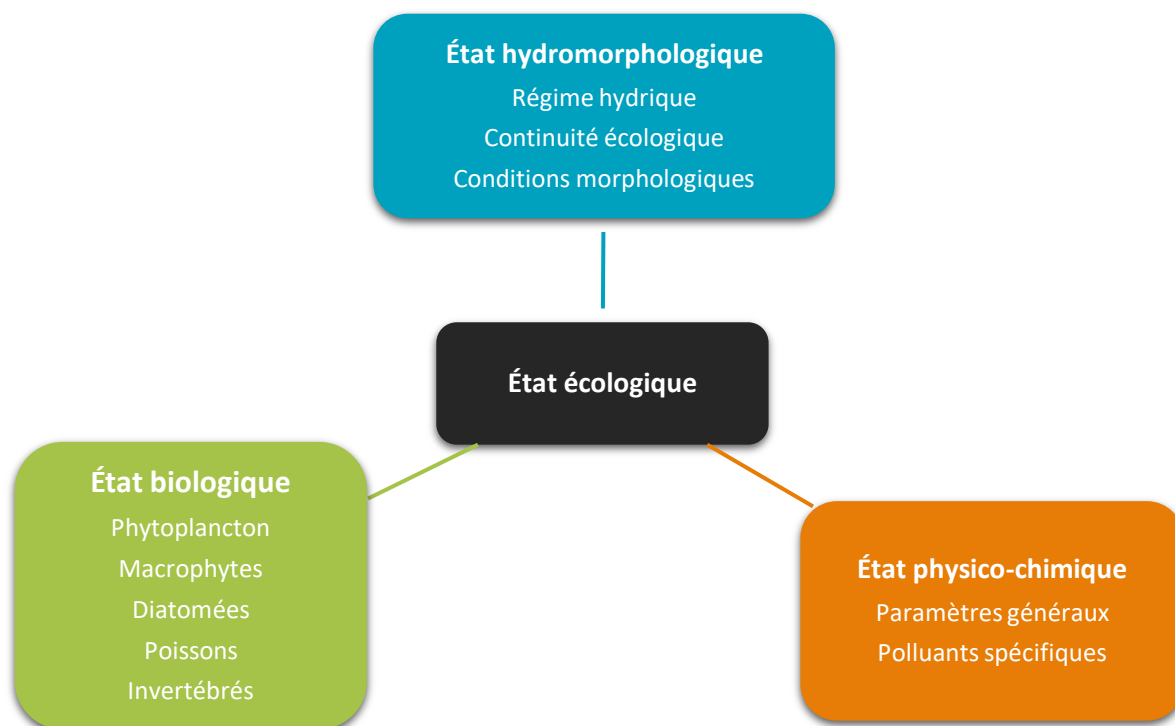 État hydromorphologique
Régime hydrique
Continuité écologique
Conditions morphologiques
État écologique
État biologique
Phytoplancton
Macrophytes
Diatomées
Poissons
Invertébrés
État physico-chimique
Paramètres généraux
Polluants spécifiques